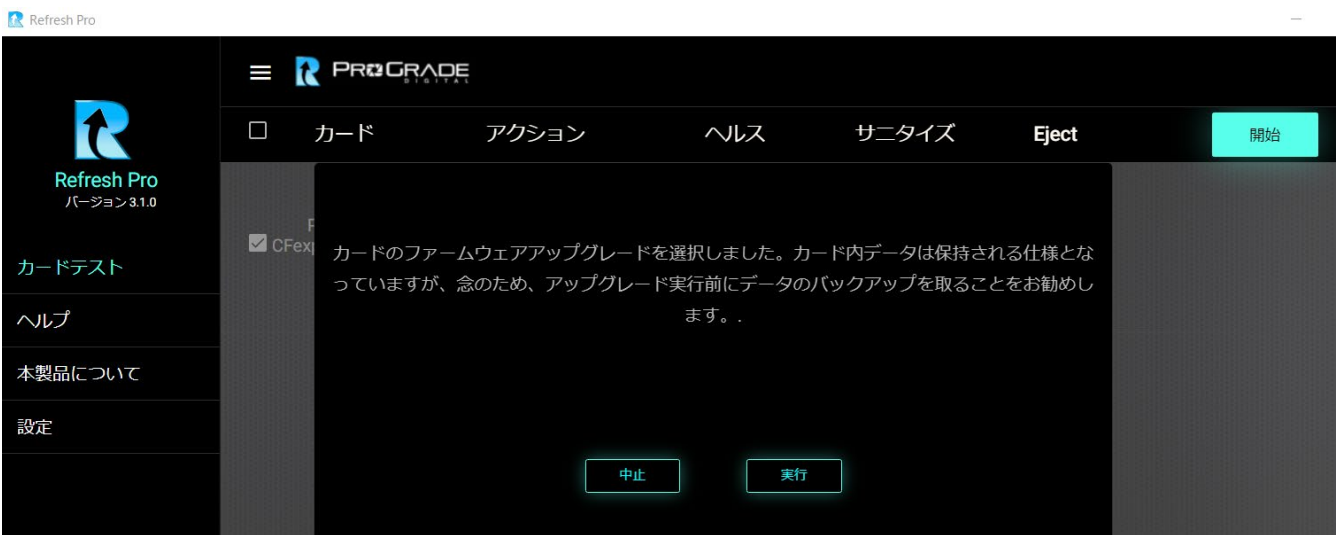 Refresh Pro
PROGRADE
DIGITAL
カード アクション ヘルス サニタイズ Eject 開始
Refresh Pro
バージョン 3.1.0
カードテスト
ヘルプ
本製品について
設定
カードのファームウェアアップグレードを選択しました。カード内データは保持される仕様とな
っていますが、念のため、アップグレード実行前にデータのバックアップを取ることをお勧めし
ます。.
中止 実行